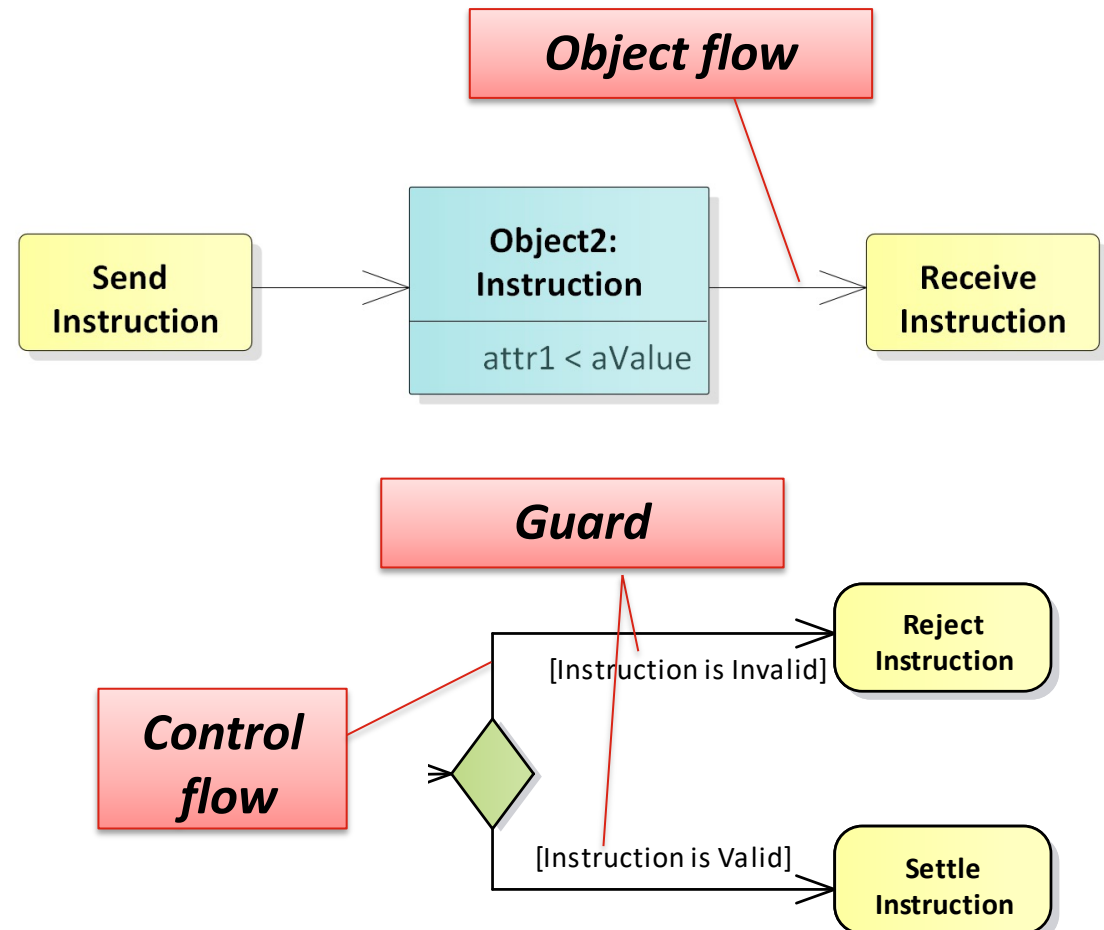 Object flow
Send
Instruction
Object2:
Instruction
attr1 < aValue
Receive
Instruction
Guard
Reject
Instruction
[Instruction is Invalid]
Control
flow
[Instruction is Valid]
Settle
Instruction